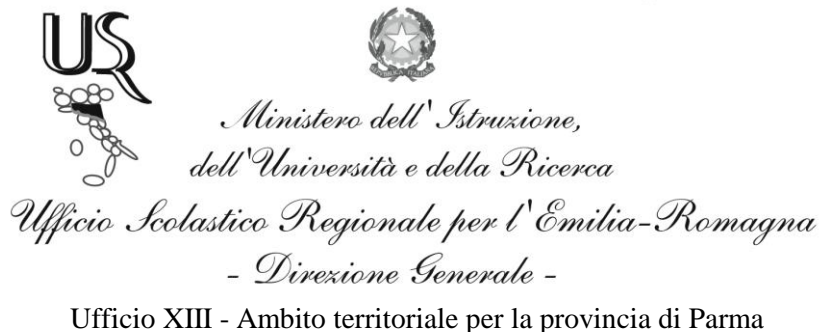 USR
Ministero dell'Istruzione,
dell'Università e della Ricerca
Ufficio Scolastico Regionale per l'Emilia-Romagna
- Direzione Generale -
Ufficio XIII - Ambito territoriale per la provincia di Parma